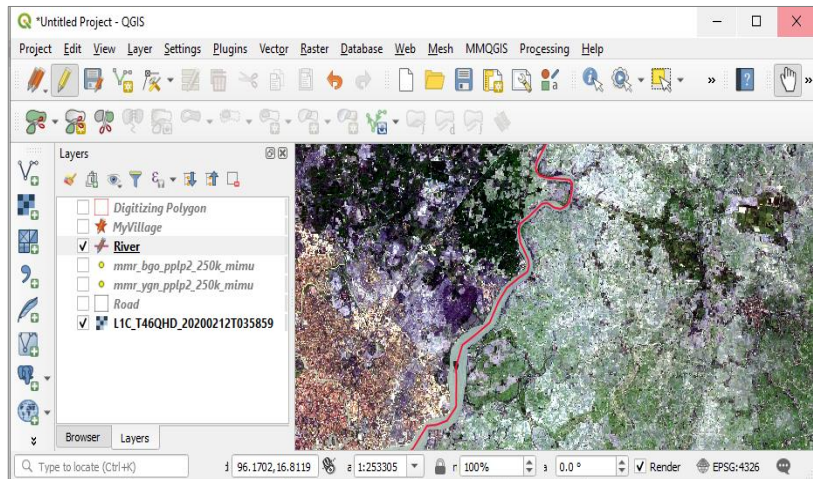 *Untitled Project - QGIS
Project Edit View Layer Settings Plugins Vector Raster Database Web Mesh MMQGIS Processing Help
»
»
Layers
Digitizing Polygon
MyVillage
River
mmr_bgo_pplp2_250k_mimu
mmr_ygn_pplp2_250k_mimu
Road
L1C_T46QHD_20200212T035859
Browser Layers
Type to locate (Ctrl+K) 96.1702,16.8119 1:253305 100% 0.0 ° Render EPSG:4326